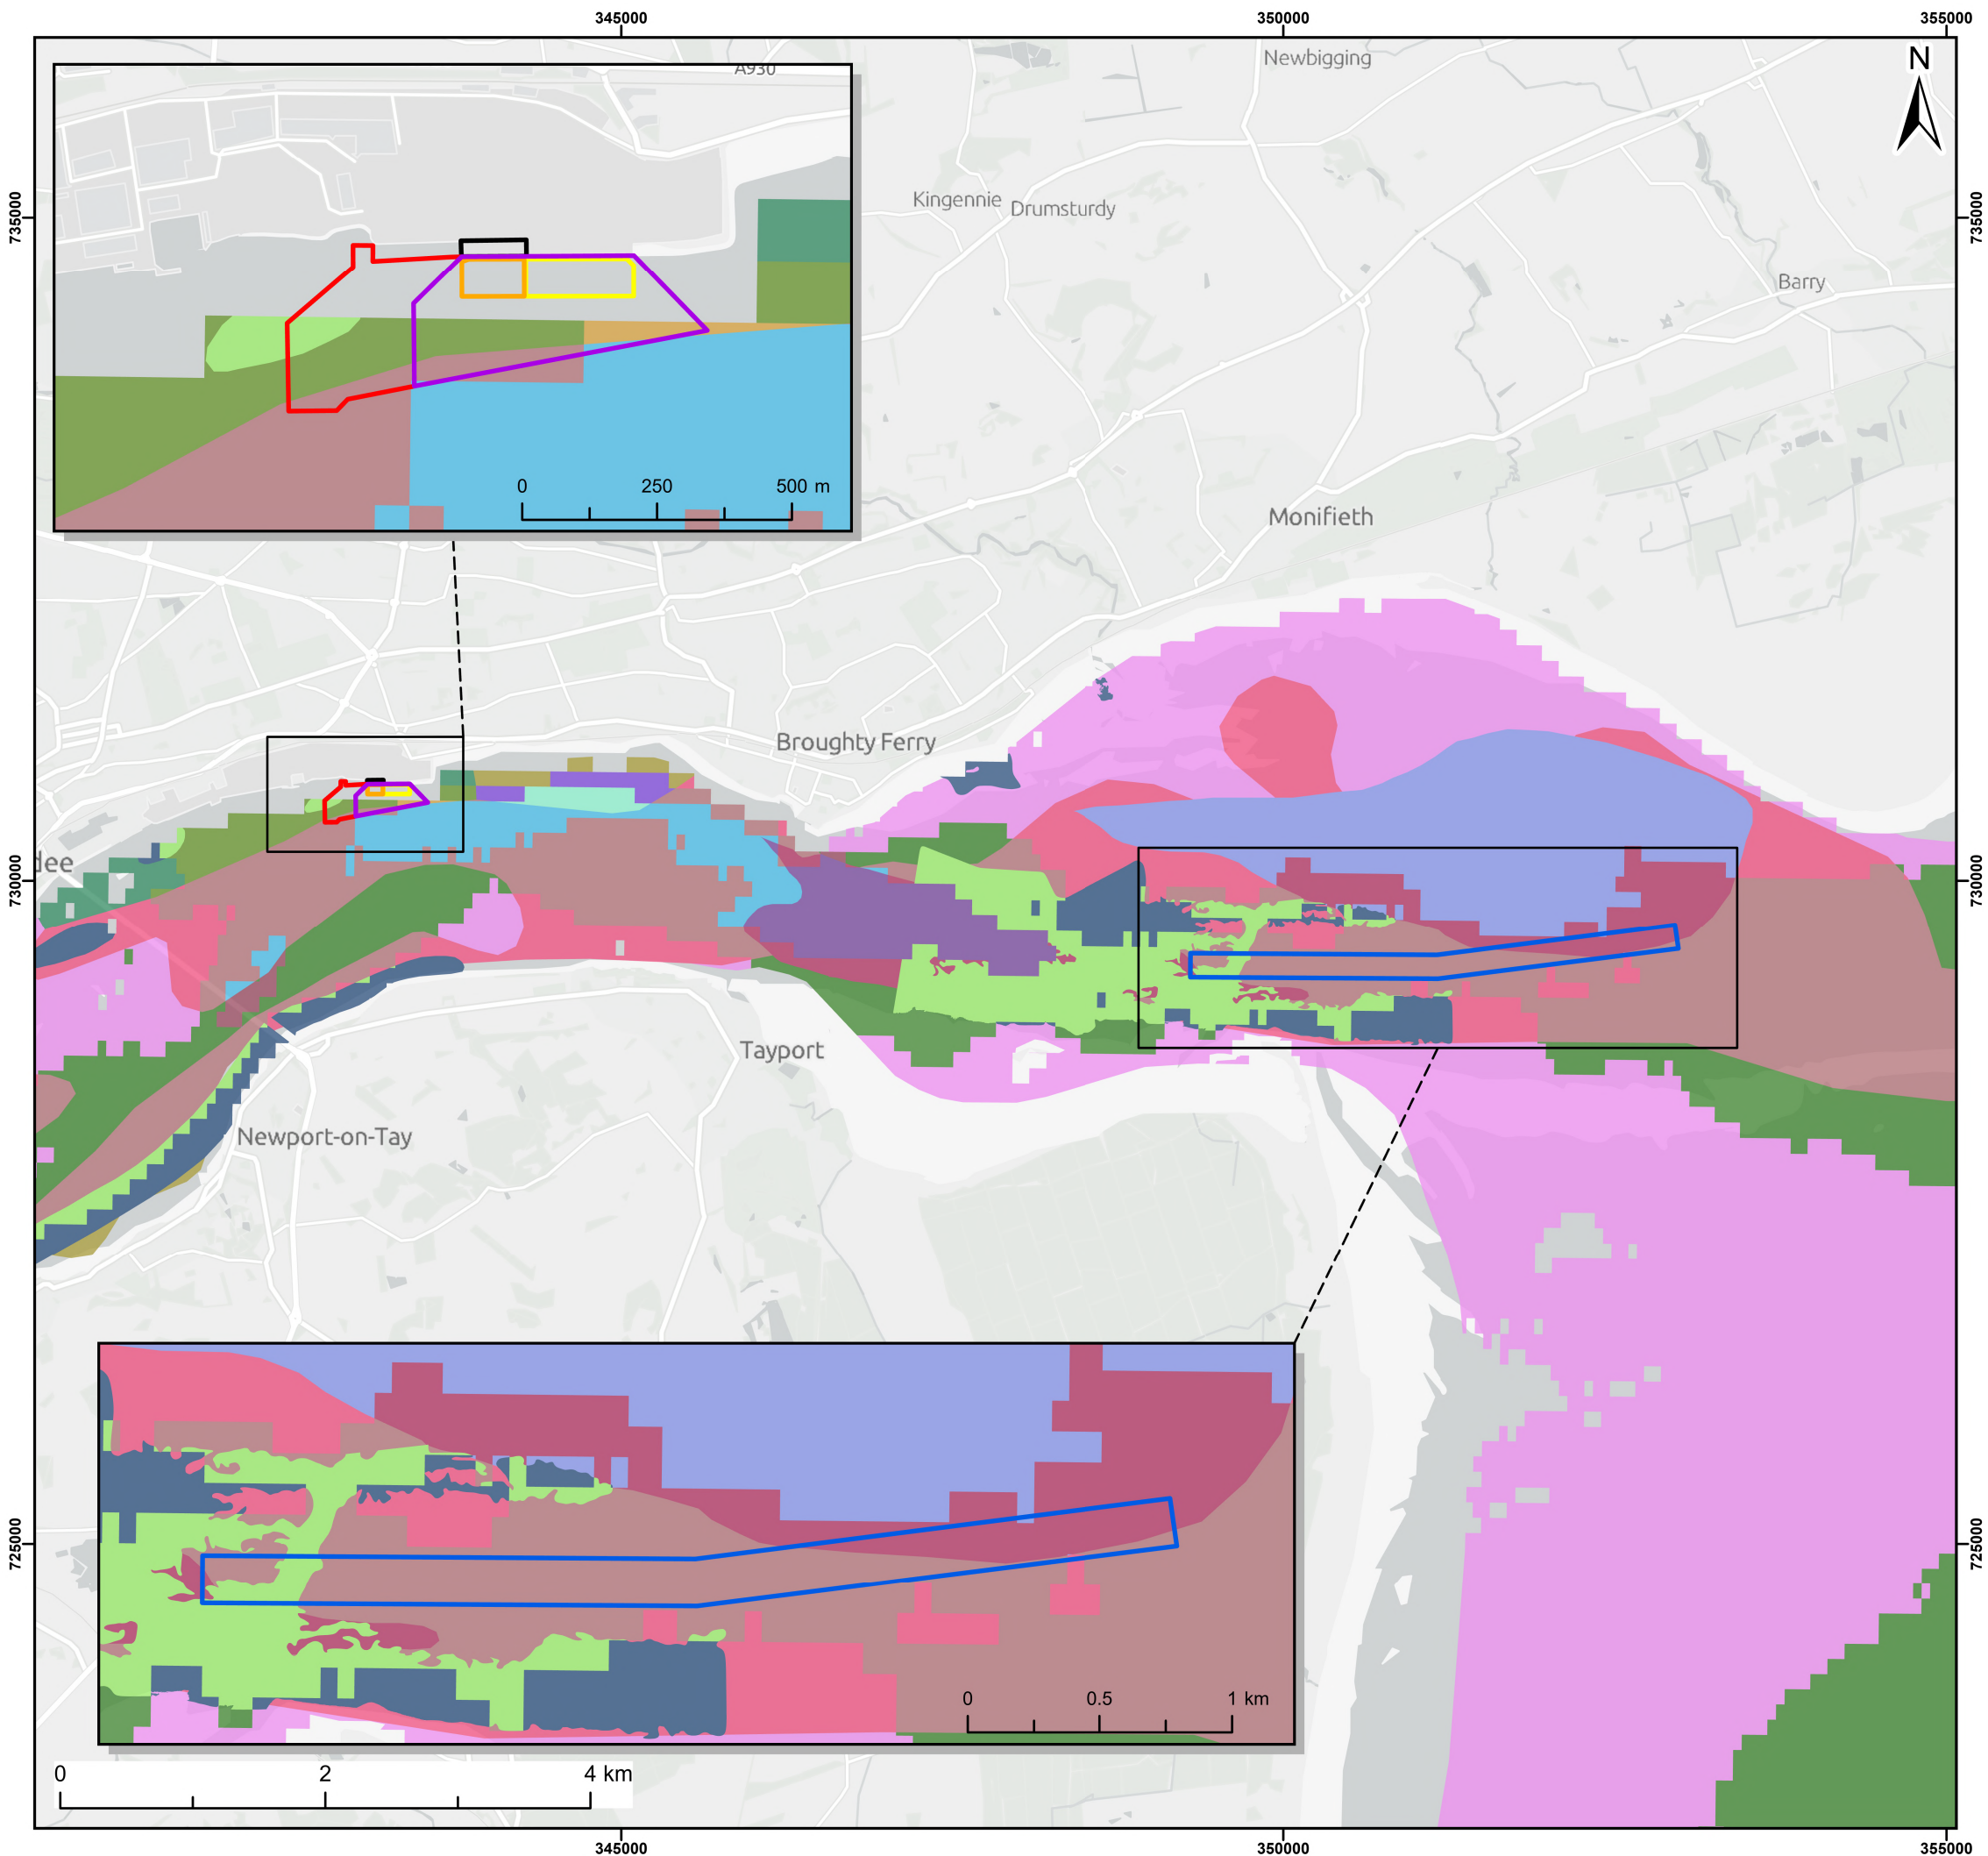 345000
350000
355000
N
A930
Newbigging
Kingennie
Drumsturdy
735000
735000
Barry
0
250
500 m
Monifieth
Broughty Ferry
dee
730000
730000
Tayport
Newport-on-Tay
725000
725000
0
0.5
1 km
0
2
4 km
345000
350000
355000